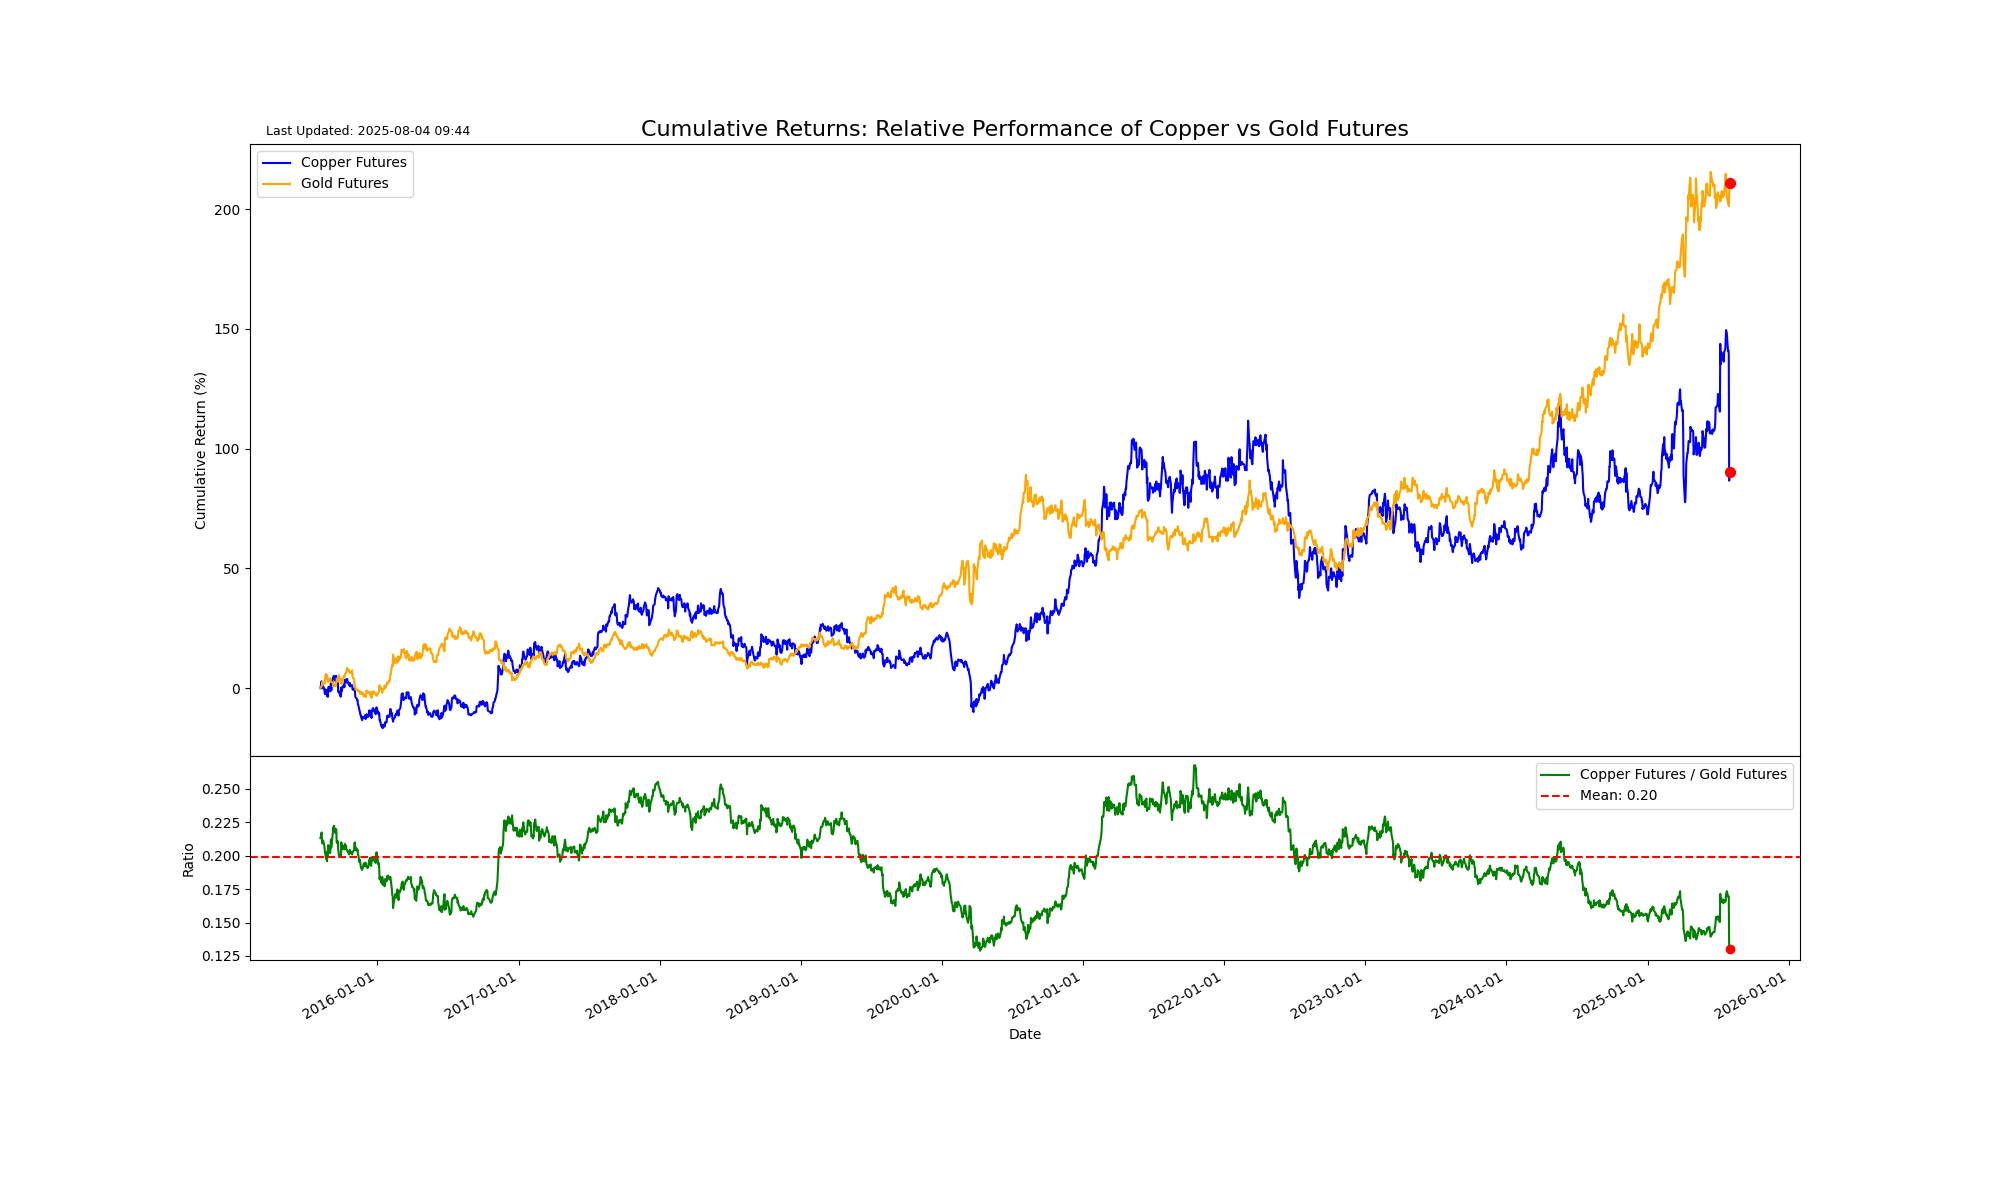 Last Updated: 2025-08-04 09:44
Cumulative Returns: Relative Performance of Copper vs Gold Futures
Copper Futures
Gold Futures
Cumulative Return (%)
200
150
100
50
0
Copper Futures / Gold Futures
Mean: 0.20
Ratio
0.250
0.225
0.200
0.175
0.150
0.125
2016-01-01
2017-01-01
2018-01-01
2019-01-01
2020-01-01
2021-01-01
2022-01-01
2023-01-01
2024-01-01
2025-01-01
2026-01-01
Date